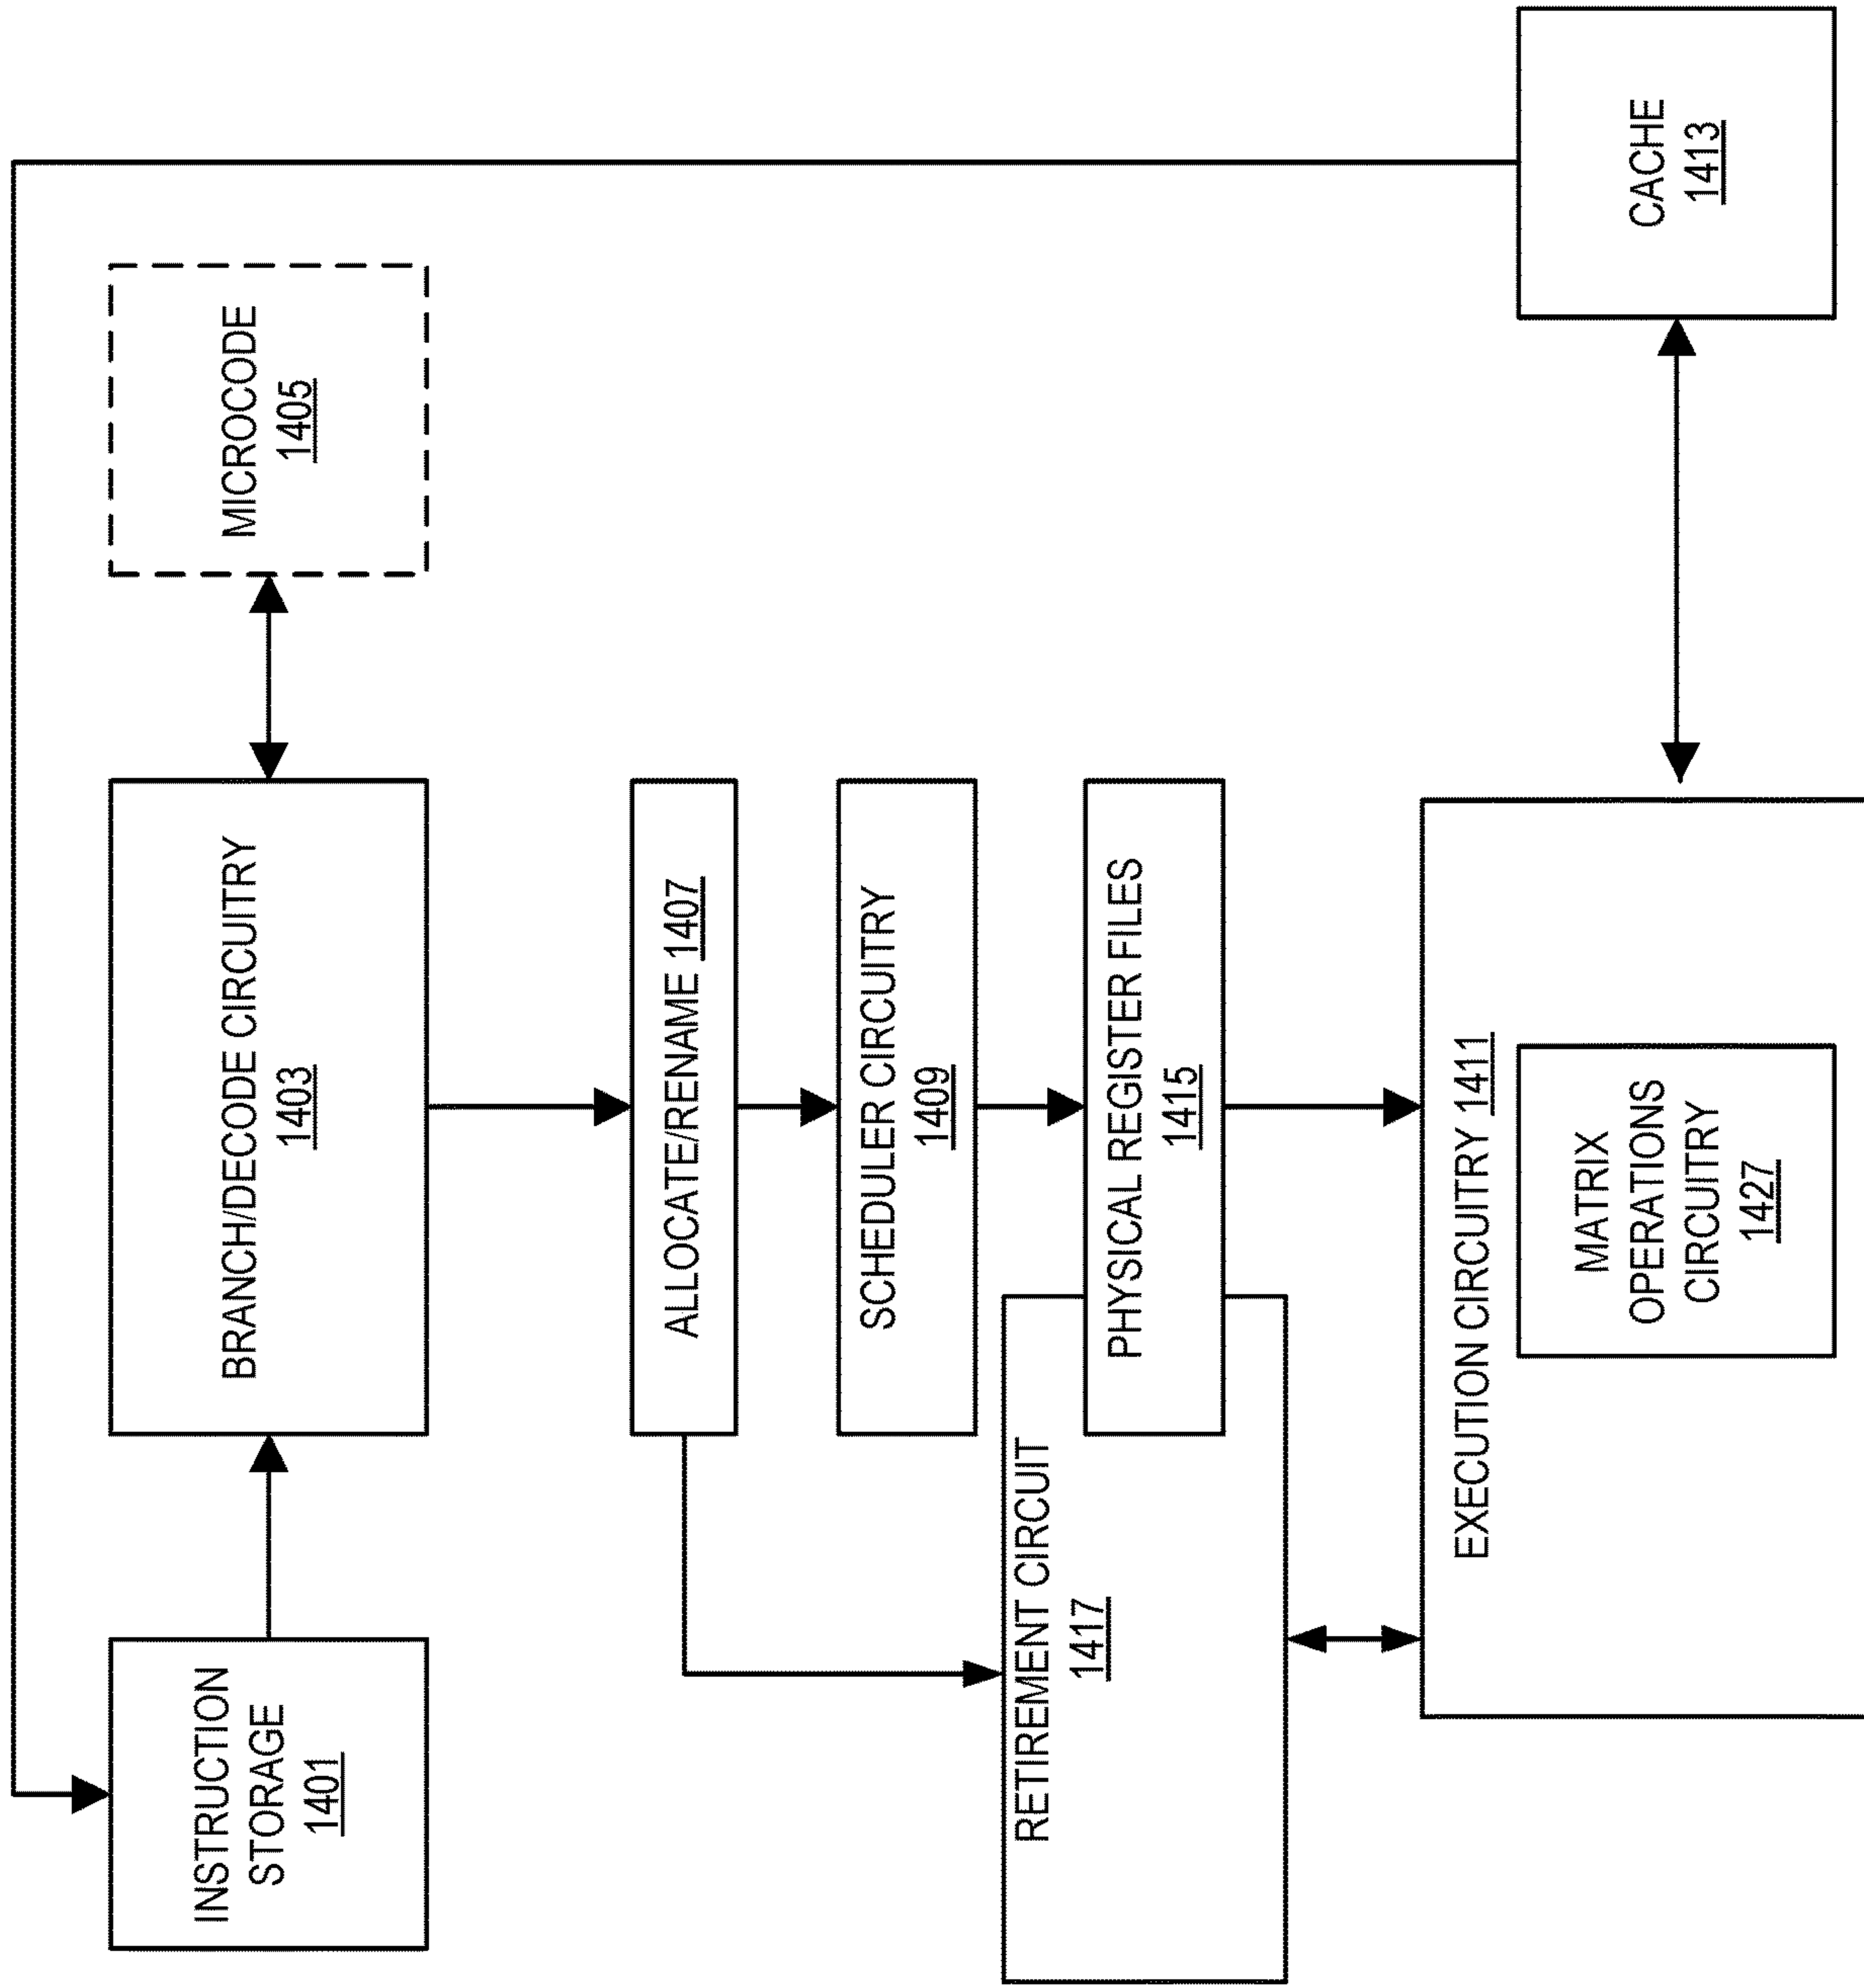 INSTRUCTION
STORAGE
1401
BRANCH/DECODE CIRCUITRY
1403
MICROCODE
1405
ALLOCATE/RENAME 1407
SCHEDULER CIRCUITRY
1409
RETIREMENT CIRCUIT
1417
PHYSICAL REGISTER FILES
1415
EXECUTION CIRCUITRY 1411
MATRIX
OPERATIONS
CIRCUITRY
1427
CACHE
1413